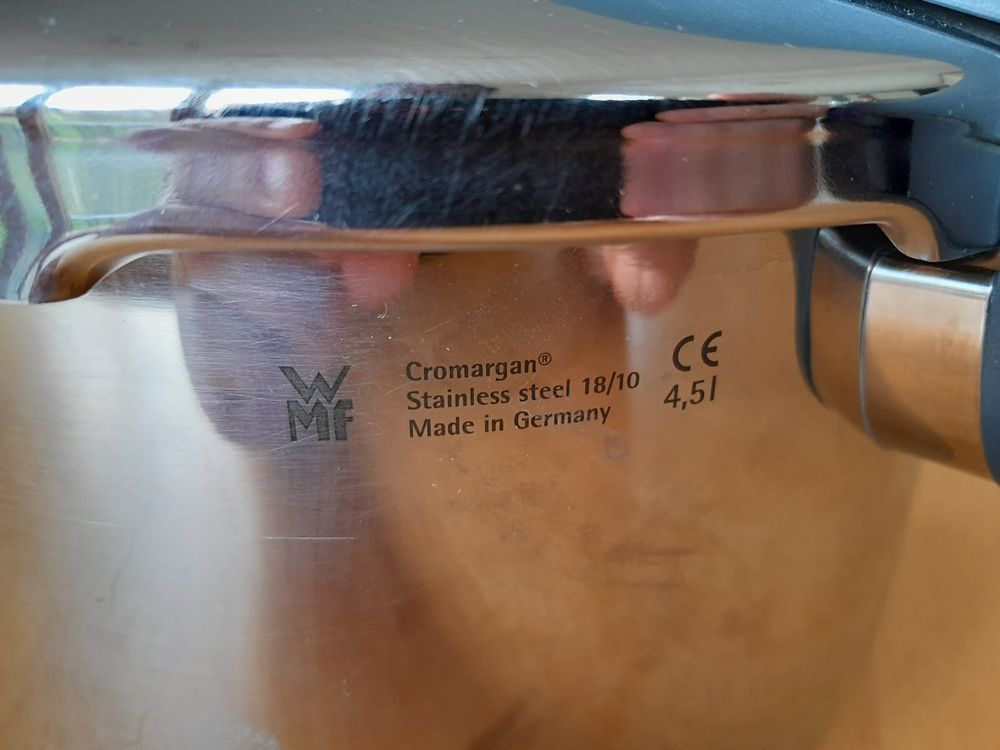 WMF
Cromargan®
Stainless steel 18/10
Made in Germany
CE
4,5l